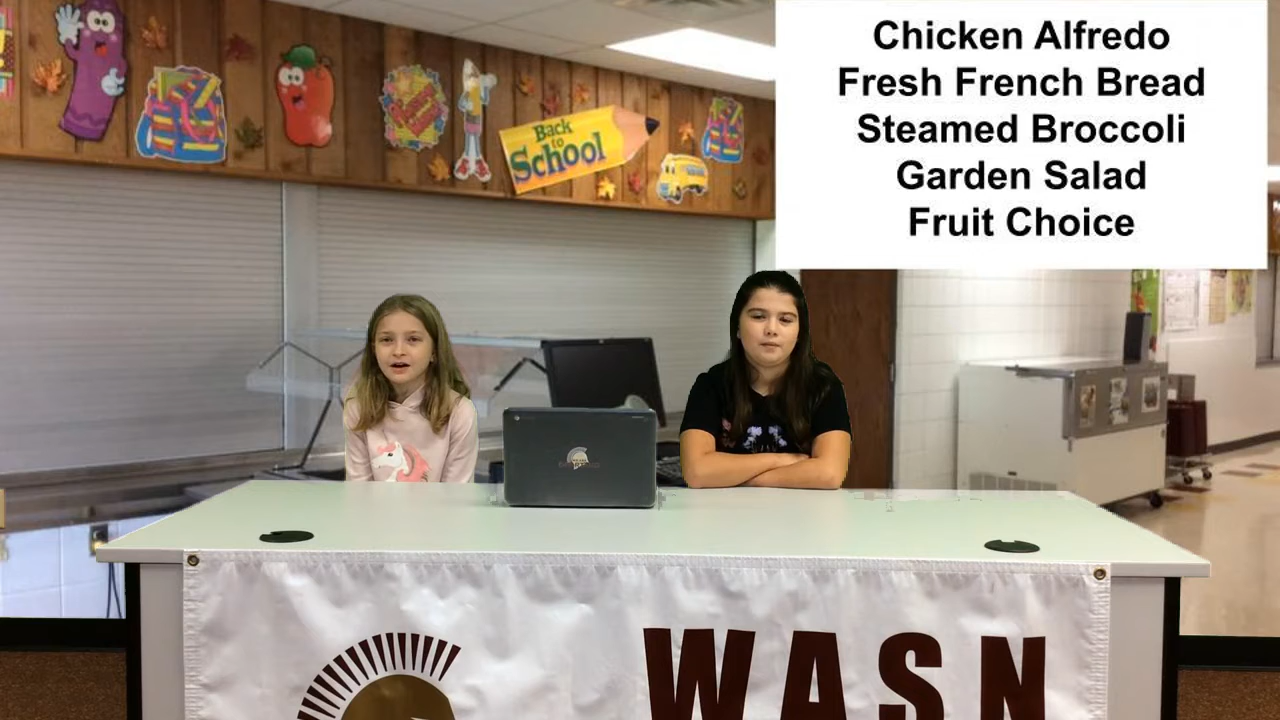 Chicken Alfredo
Fresh French Bread
Steamed Broccoli
Garden Salad
Fruit Choice
Back
to
School
WASN